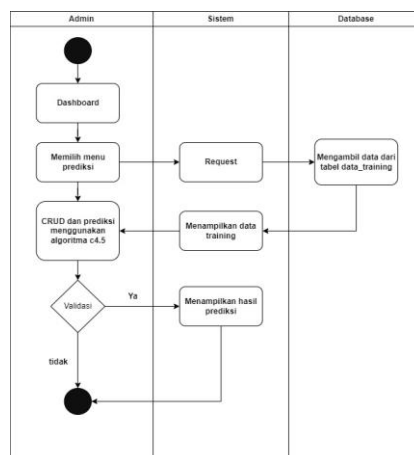 Admin
Sistem
Database
Dashboard
Memilih menu
prediksi
Request
Mengambil data dari
tabel data_training
CRUD dan prediksi
menggunakan
algoritma c4.5
Menampilkan data
training
Validasi
Ya
Menampilkan hasil
prediksi
tidak